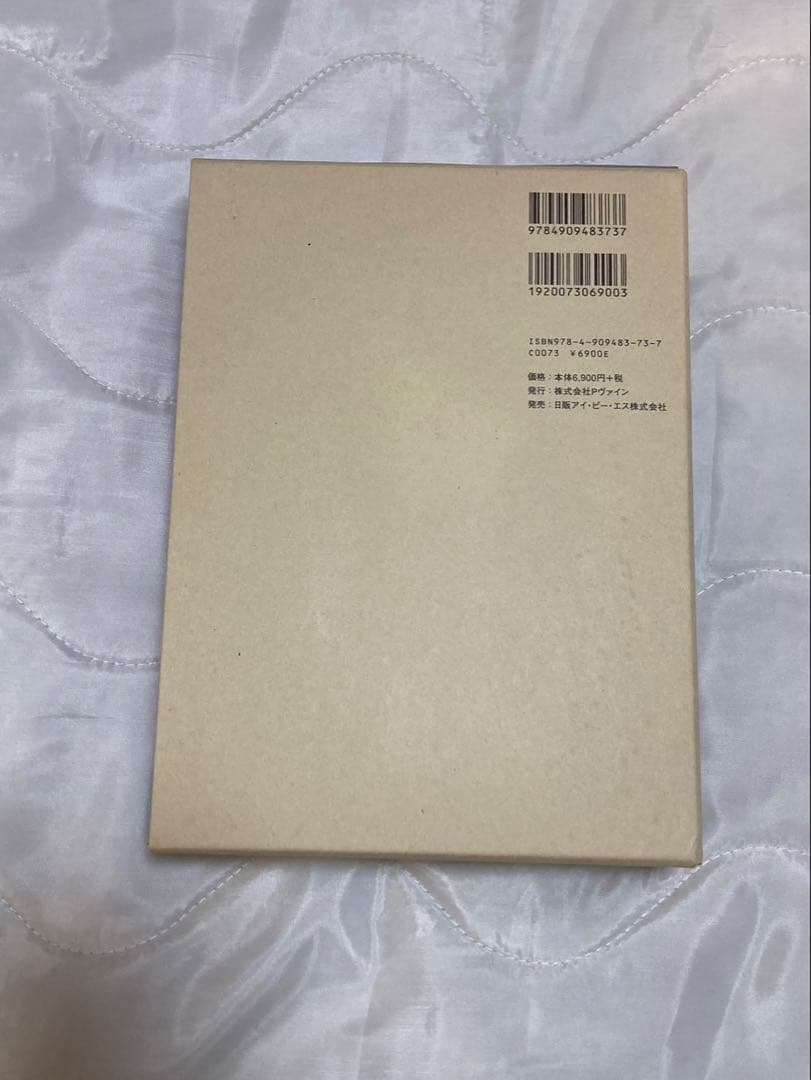 9784909483737
1920073069003
ISBN978-4-909483-73-7
C0073 ¥6900E
価格：本体6,900円＋税
発行：株式会社Pヴァイン
発売：日販アイ・ピー・エス株式会社